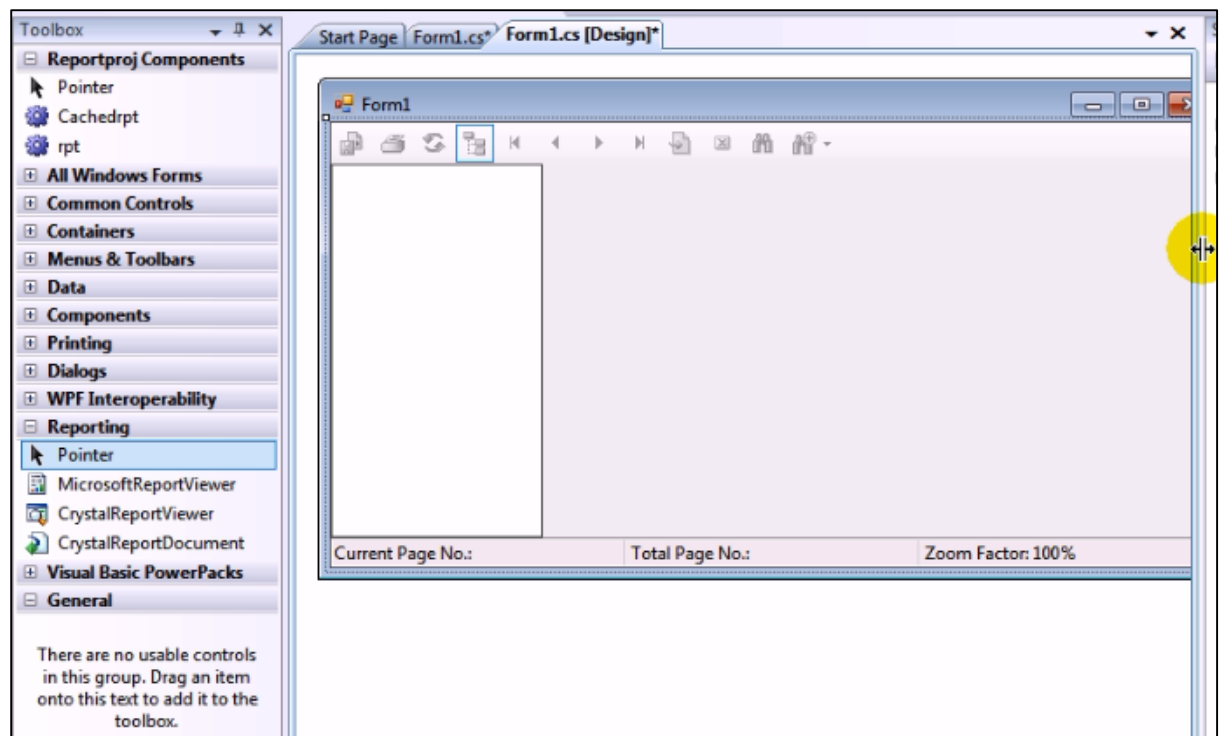 Toolbox
Reportproj Components
Pointer
Cachedrpt
rpt
All Windows Forms
Common Controls
Containers
Menus & Toolbars
Data
Components
Printing
Dialogs
WPF Interoperability
Reporting
Pointer
MicrosoftReportViewer
CrystalReportViewer
CrystalReportDocument
Visual Basic PowerPacks
General
There are no usable controls
in this group. Drag an item
onto this text to add it to the
toolbox.
Start Page Form1.cs* Form1.cs [Design]*
Form1
Current Page No.: Total Page No.: Zoom Factor: 100%